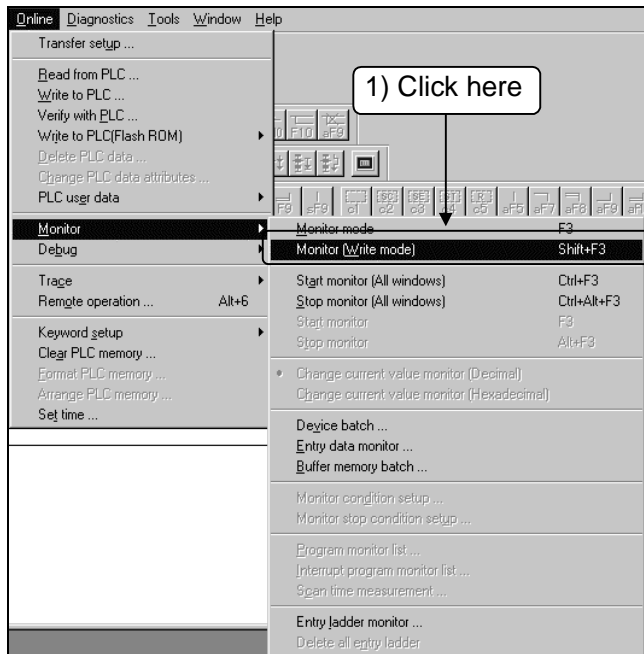 Online Diagnostics Tools Window Help
Transfer setup ...
Read from PLC ...
Write to PLC ...
Verify with PLC ...
Write to PLC(Flash ROM)
Delete PLC data ...
Change PLC data attributes ...
PLC user data
Monitor
Debug
Trace
Remote operation ... Alt+6
Keyword setup
Clear PLC memory ...
Format PLC memory ...
Arrange PLC memory ...
Set time ...
1) Click here
F10 aF9
F9 sF9 c1 c2 c3 c4 c5 aF5 aF7 aF8 aF9
Monitor mode F3
Monitor (Write mode) Shift+F3
Start monitor (All windows) Ctrl+F3
Stop monitor (All windows) Ctrl+Alt+F3
Start monitor F3
Stop monitor Alt+F3
Change current value monitor (Decimal)
Change current value monitor (Hexadecimal)
Device batch ...
Entry data monitor ...
Buffer memory batch ...
Monitor condition setup ...
Monitor stop condition setup ...
Program monitor list ...
Interrupt program monitor list ...
Scan time measurement ...
Entry ladder monitor ...
Delete all entry ladder